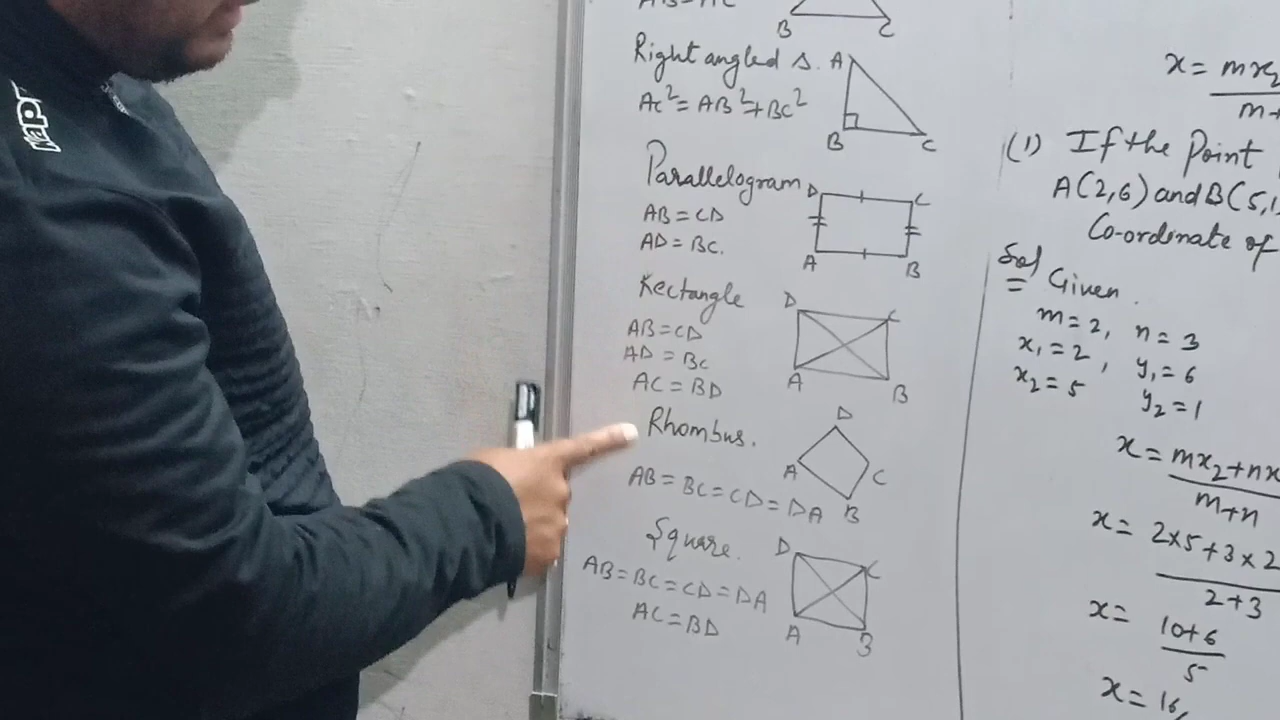 AB=AC
B C
Right angled Δ. A
AC²=AB²+BC²
B C
Parallelogram D C
AB=CD
AD=BC.
A B
Rectangle D C
AB=CD
AD=BC
AC=BD
A B
Rhombus. D
A C
AB=BC=CD=DA B
Square. D C
AB=BC=CD=DA
AC=BD A B
x= mx₂
m+
(1) If the Point
A(2,6) and B(5,1
Co-ordinate of
Sol Given.
m=2, n=3
x₁=2, y₁=6
x₂=5 y₂=1
x= mx₂+nx
m+n
x= 2×5+3×2
2+3
x= 10+6
5
x=16